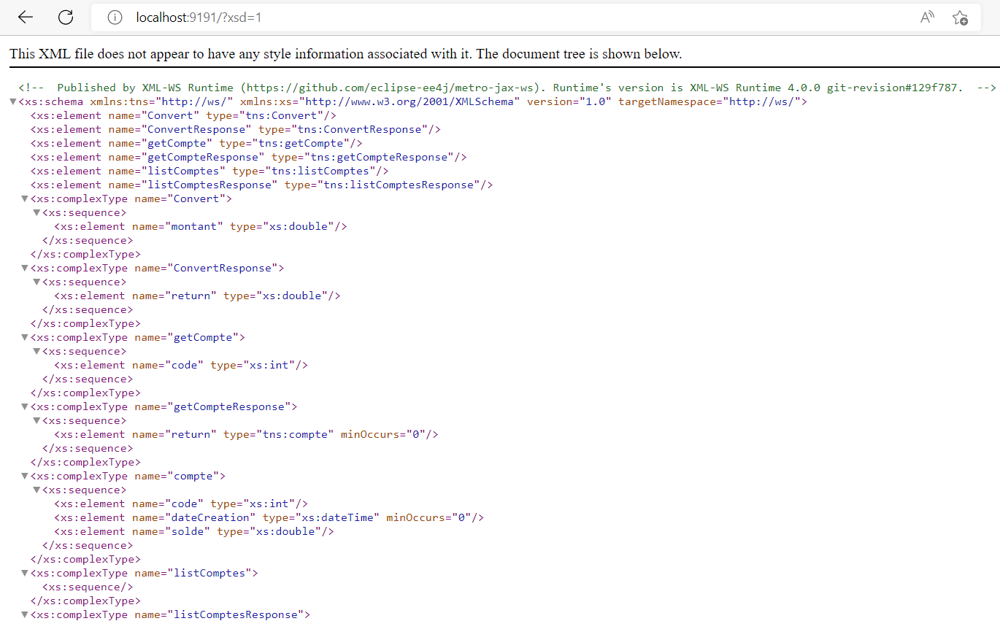 localhost:9191/?xsd=1
This XML file does not appear to have any style information associated with it. The document tree is shown below.
<!--  Published by XML-WS Runtime (https://github.com/eclipse-ee4j/metro-jax-ws). Runtime's version is XML-WS Runtime 4.0.0 git-revision#129f787.  -->
<xs:schema xmlns:tns="http://ws/" xmlns:xs="http://www.w3.org/2001/XMLSchema" version="1.0" targetNamespace="http://ws/">
<xs:element name="Convert" type="tns:Convert"/>
<xs:element name="ConvertResponse" type="tns:ConvertResponse"/>
<xs:element name="getCompte" type="tns:getCompte"/>
<xs:element name="getCompteResponse" type="tns:getCompteResponse"/>
<xs:element name="listComptes" type="tns:listComptes"/>
<xs:element name="listComptesResponse" type="tns:listComptesResponse"/>
<xs:complexType name="Convert">
<xs:sequence>
<xs:element name="montant" type="xs:double"/>
</xs:sequence>
</xs:complexType>
<xs:complexType name="ConvertResponse">
<xs:sequence>
<xs:element name="return" type="xs:double"/>
</xs:sequence>
</xs:complexType>
<xs:complexType name="getCompte">
<xs:sequence>
<xs:element name="code" type="xs:int"/>
</xs:sequence>
</xs:complexType>
<xs:complexType name="getCompteResponse">
<xs:sequence>
<xs:element name="return" type="tns:compte" minOccurs="0"/>
</xs:sequence>
</xs:complexType>
<xs:complexType name="compte">
<xs:sequence>
<xs:element name="code" type="xs:int"/>
<xs:element name="dateCreation" type="xs:dateTime" minOccurs="0"/>
<xs:element name="solde" type="xs:double"/>
</xs:sequence>
</xs:complexType>
<xs:complexType name="listComptes">
<xs:sequence/>
</xs:complexType>
<xs:complexType name="listComptesResponse">